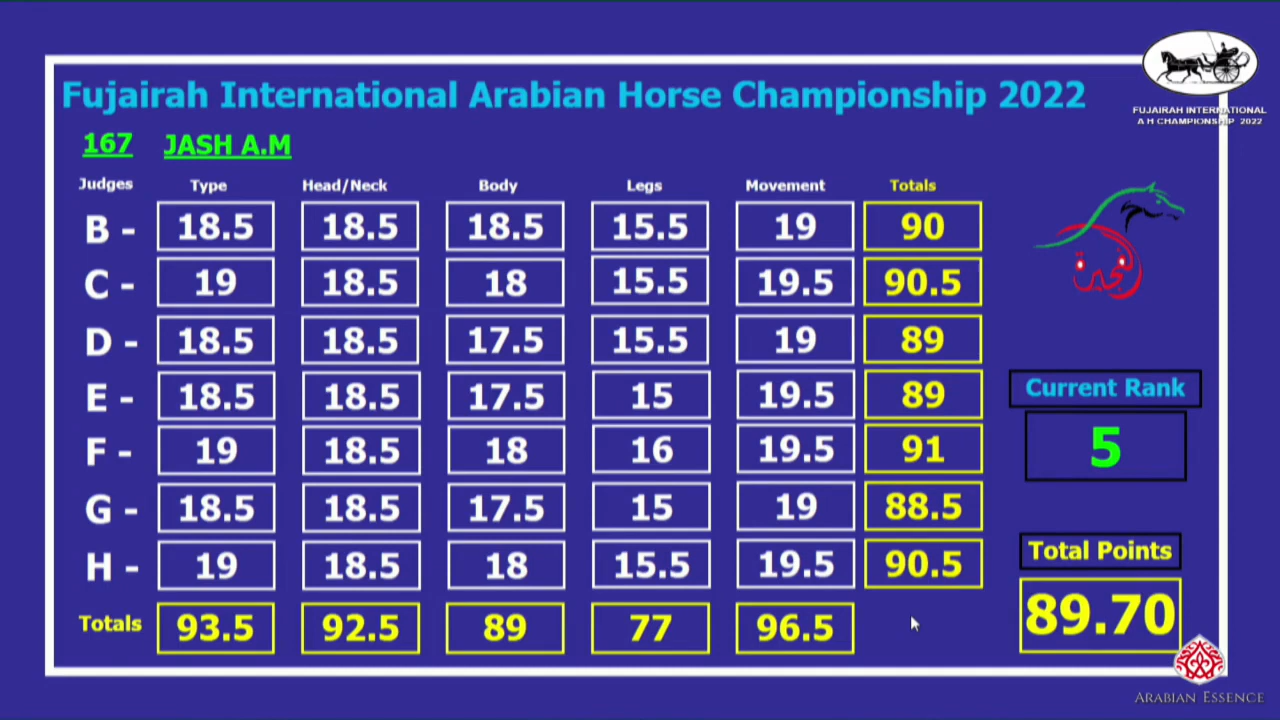 Fujairah International Arabian Horse Championship 2022
FUJAIRAH INTERNATIONAL
A H CHAMPIONSHIP 2022
167 JASH A.M
Judges Type Head/Neck Body Legs Movement Totals
B - 18.5 18.5 18.5 15.5 19 90
C - 19 18.5 18 15.5 19.5 90.5
D - 18.5 18.5 17.5 15.5 19 89
E - 18.5 18.5 17.5 15 19.5 89
F - 19 18.5 18 16 19.5 91
G - 18.5 18.5 17.5 15 19 88.5
H - 19 18.5 18 15.5 19.5 90.5
Totals 93.5 92.5 89 77 96.5
الفجيرة
Current Rank
5
Total Points
89.70
ARABIAN ESSENCE